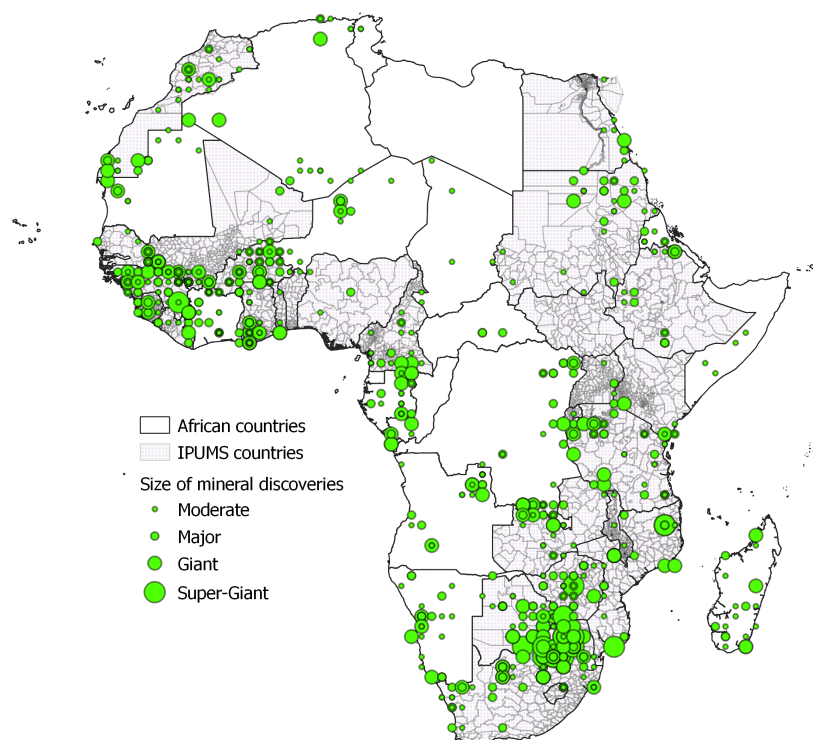 African countries
IPUMS countries
Size of mineral discoveries
Moderate
Major
Giant
Super-Giant